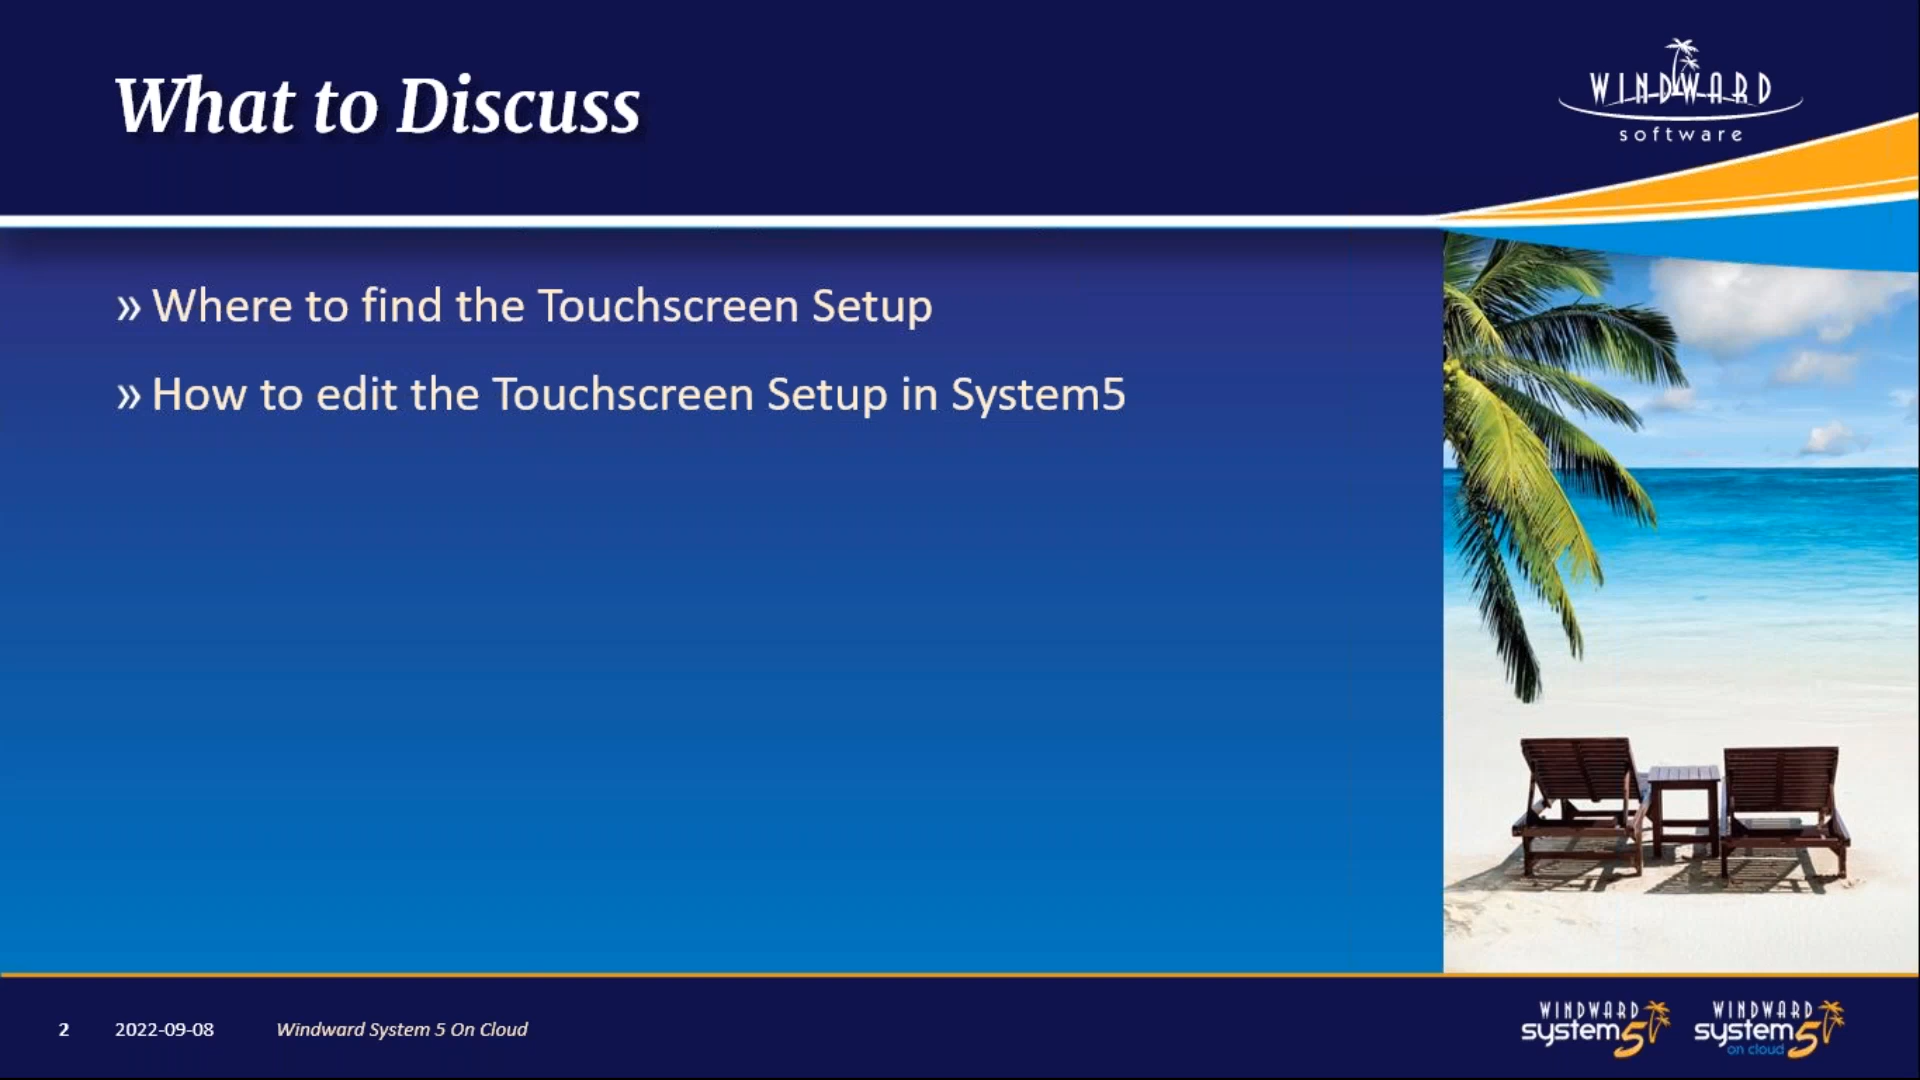 What to Discuss
WINDWARD
software
» Where to find the Touchscreen Setup
» How to edit the Touchscreen Setup in System5
2 2022-09-08 Windward System 5 On Cloud
WINDWARD
system5
WINDWARD
system5
on cloud